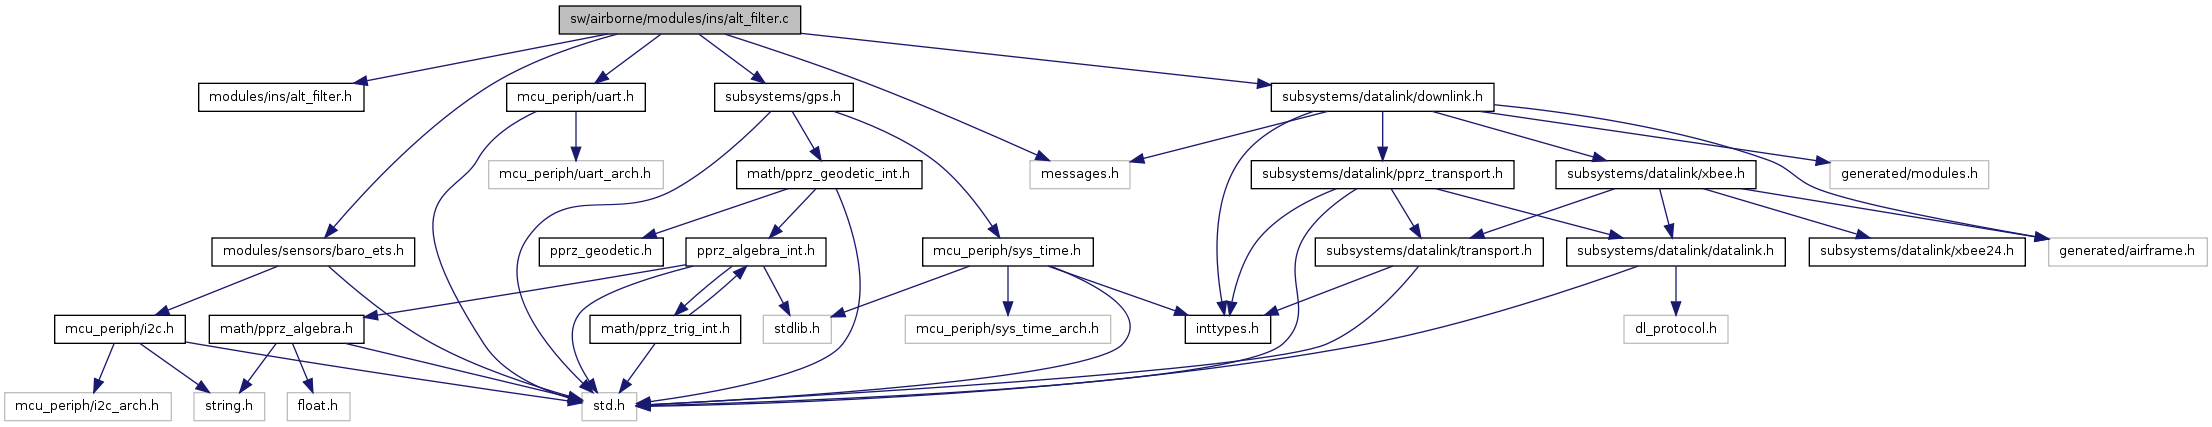 sw/airborne/modules/ins/alt_filter.c
modules/ins/alt_filter.h
mcu_periph/uart.h
subsystems/gps.h
subsystems/datalink/downlink.h
mcu_periph/uart_arch.h
math/pprz_geodetic_int.h
messages.h
subsystems/datalink/pprz_transport.h
subsystems/datalink/xbee.h
generated/modules.h
modules/sensors/baro_ets.h
pprz_geodetic.h
pprz_algebra_int.h
mcu_periph/sys_time.h
subsystems/datalink/transport.h
subsystems/datalink/datalink.h
subsystems/datalink/xbee24.h
generated/airframe.h
mcu_periph/i2c.h
math/pprz_algebra.h
math/pprz_trig_int.h
stdlib.h
mcu_periph/sys_time_arch.h
inttypes.h
dl_protocol.h
mcu_periph/i2c_arch.h
string.h
float.h
std.h